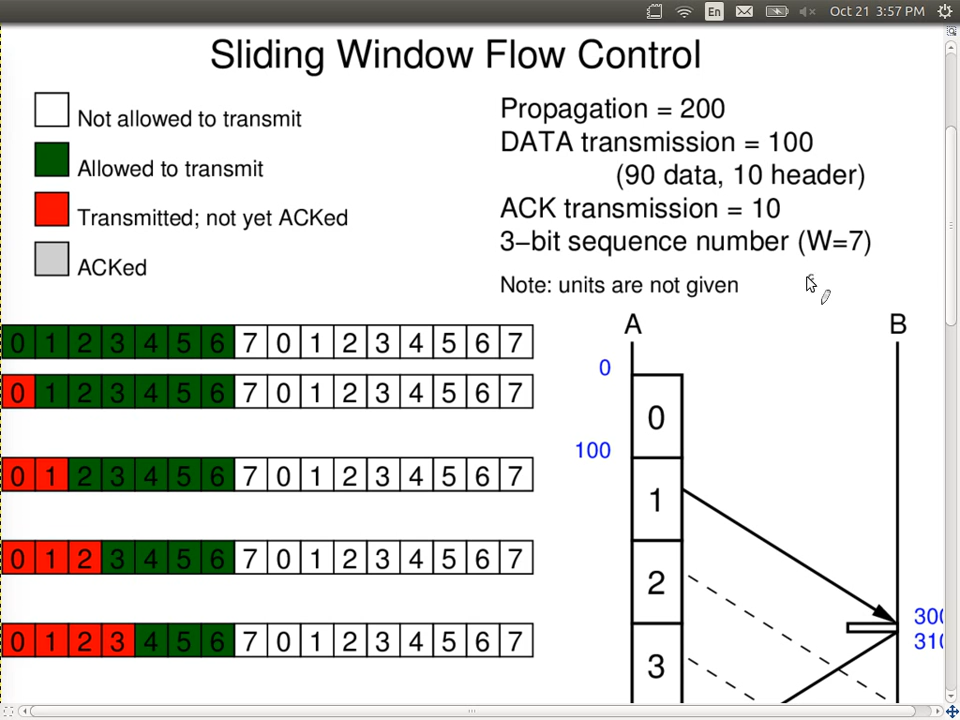 En Oct 21 3:57 PM
Sliding Window Flow Control
Not allowed to transmit
Allowed to transmit
Transmitted; not yet ACKed
ACKed
Propagation = 200
DATA transmission = 100
(90 data, 10 header)
ACK transmission = 10
3−bit sequence number (W=7)
Note: units are not given
0 1 2 3 4 5 6 7 0 1 2 3 4 5 6 7
0 1 2 3 4 5 6 7 0 1 2 3 4 5 6 7
0 1 2 3 4 5 6 7 0 1 2 3 4 5 6 7
0 1 2 3 4 5 6 7 0 1 2 3 4 5 6 7
0 1 2 3 4 5 6 7 0 1 2 3 4 5 6 7
A B
0
0
100
1
2
300
310
3